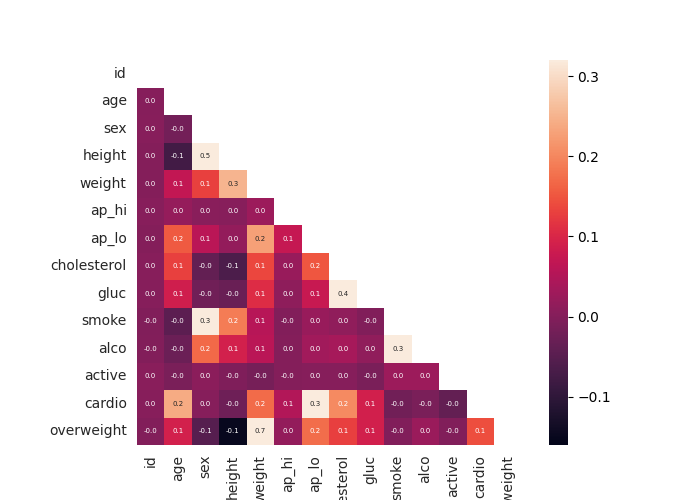 id
age 0.0
sex 0.0 -0.0
height 0.0 -0.1 0.5
weight 0.0 0.1 0.1 0.3
ap_hi 0.0 0.0 0.0 0.0 0.0
ap_lo 0.0 0.2 0.1 0.0 0.2 0.1
cholesterol 0.0 0.1 -0.0 -0.1 0.1 0.0 0.2
gluc 0.0 0.1 -0.0 -0.0 0.1 0.0 0.1 0.4
smoke -0.0 -0.0 0.3 0.2 0.1 -0.0 0.0 0.0 -0.0
alco -0.0 -0.0 0.2 0.1 0.1 0.0 0.0 0.0 0.0 0.3
active 0.0 -0.0 0.0 -0.0 -0.0 -0.0 0.0 0.0 -0.0 0.0 0.0
cardio 0.0 0.2 0.0 -0.0 0.2 0.1 0.3 0.2 0.1 -0.0 -0.0 -0.0
overweight -0.0 0.1 -0.1 -0.1 0.7 0.0 0.2 0.1 0.1 -0.0 0.0 -0.0 0.1
id age sex height weight ap_hi ap_lo esterol gluc smoke alco active cardio weight
0.3
0.2
0.1
0.0
−0.1